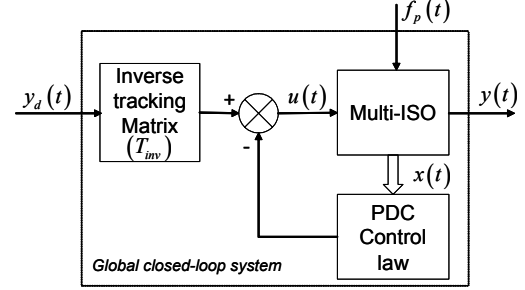 f_p(t)
y_d(t)
Inverse
tracking
Matrix
(T_inv)
+
-
u(t)
Multi-ISO
y(t)
x(t)
PDC
Control
law
Global closed-loop system